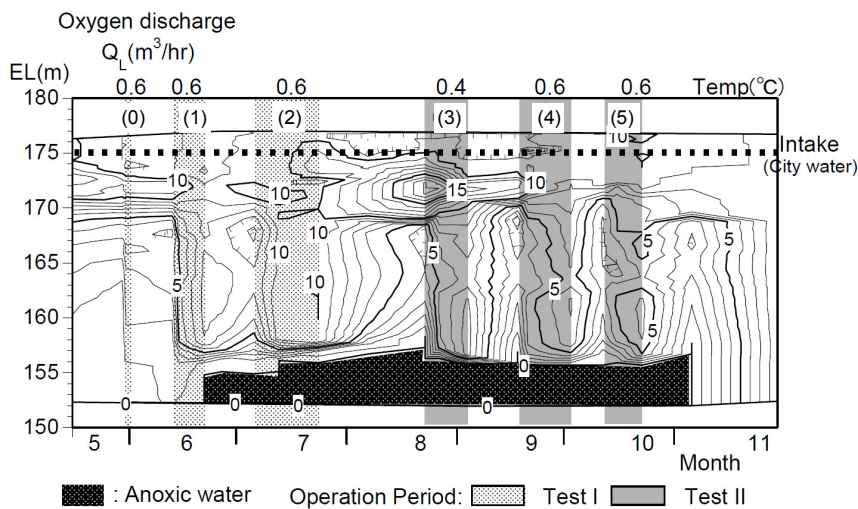 Oxygen discharge
Q_L(m³/hr)
EL(m)
0.6 0.6 0.6 0.4 0.6 0.6 Temp(℃)
180
(0) (1) (2) (3) (4) (5)
10
175
Intake
(City water)
10 10 15 10
170
10 10
5 5
165
10
5 5
160
5 5
155
0 0
0 0 0 0
150
5 6 7 8 9 10 11
Month
: Anoxic water Operation Period: Test I Test II